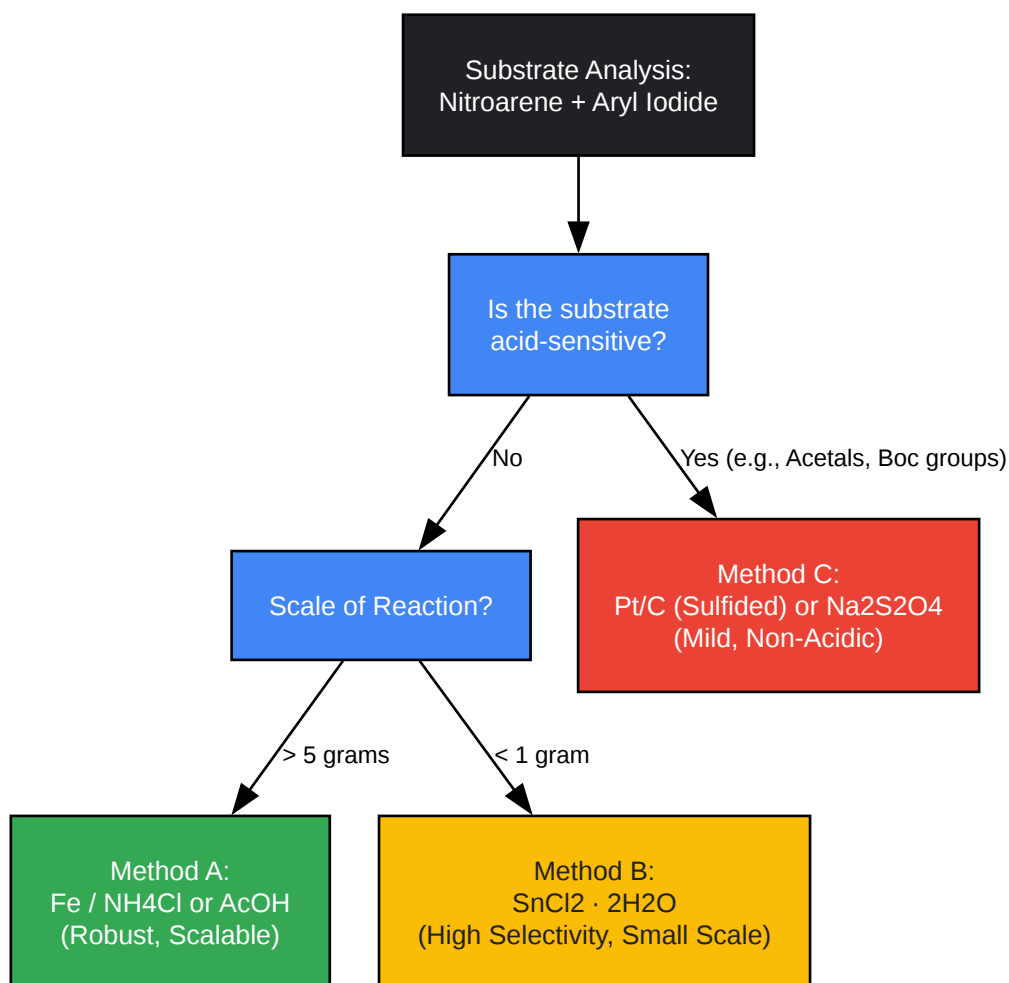 Substrate Analysis:
Nitroarene + Aryl Iodide
Is the substrate
acid-sensitive?
No
Yes (e.g., Acetals, Boc groups)
Scale of Reaction?
Method C:
Pt/C (Sulfided) or Na2S2O4
(Mild, Non-Acidic)
> 5 grams
< 1 gram
Method A:
Fe / NH4Cl or AcOH
(Robust, Scalable)
Method B:
SnCl2 · 2H2O
(High Selectivity, Small Scale)